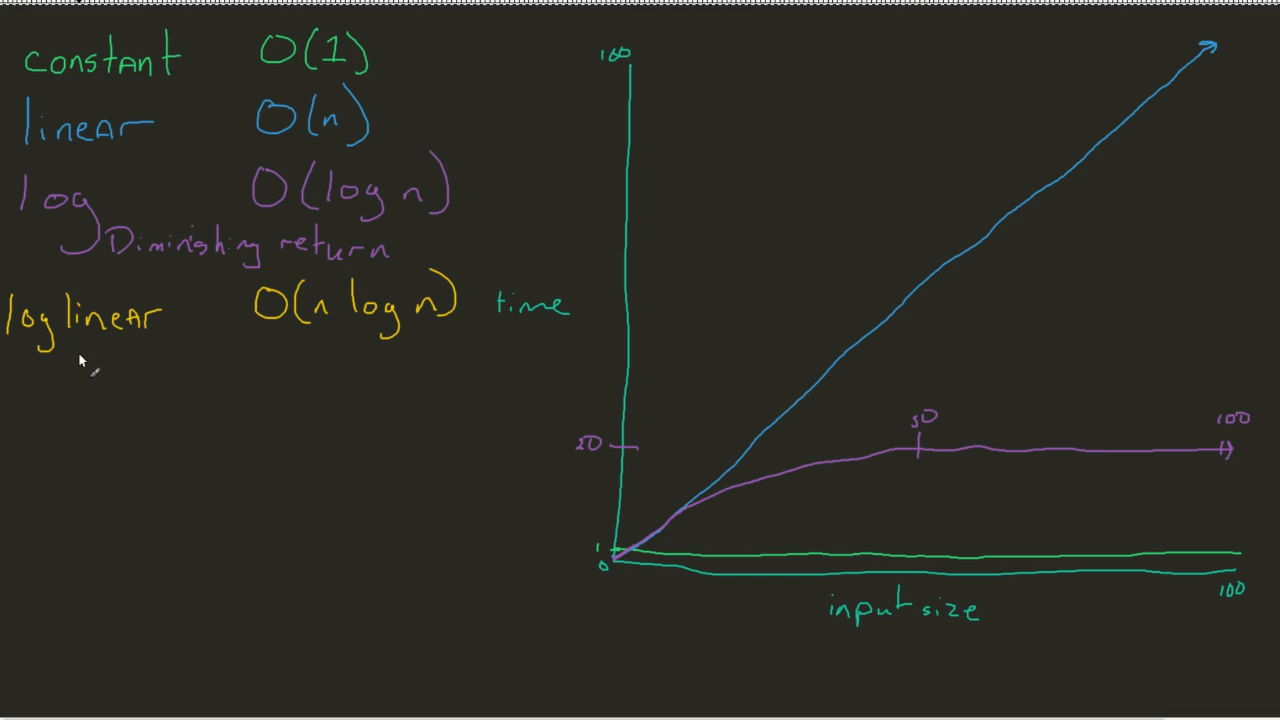 constant O(1)
linear O(n)
log O(log n)
Diminishing return
log linear O(n log n)
time
100
20
1
0
50
100
100
input size